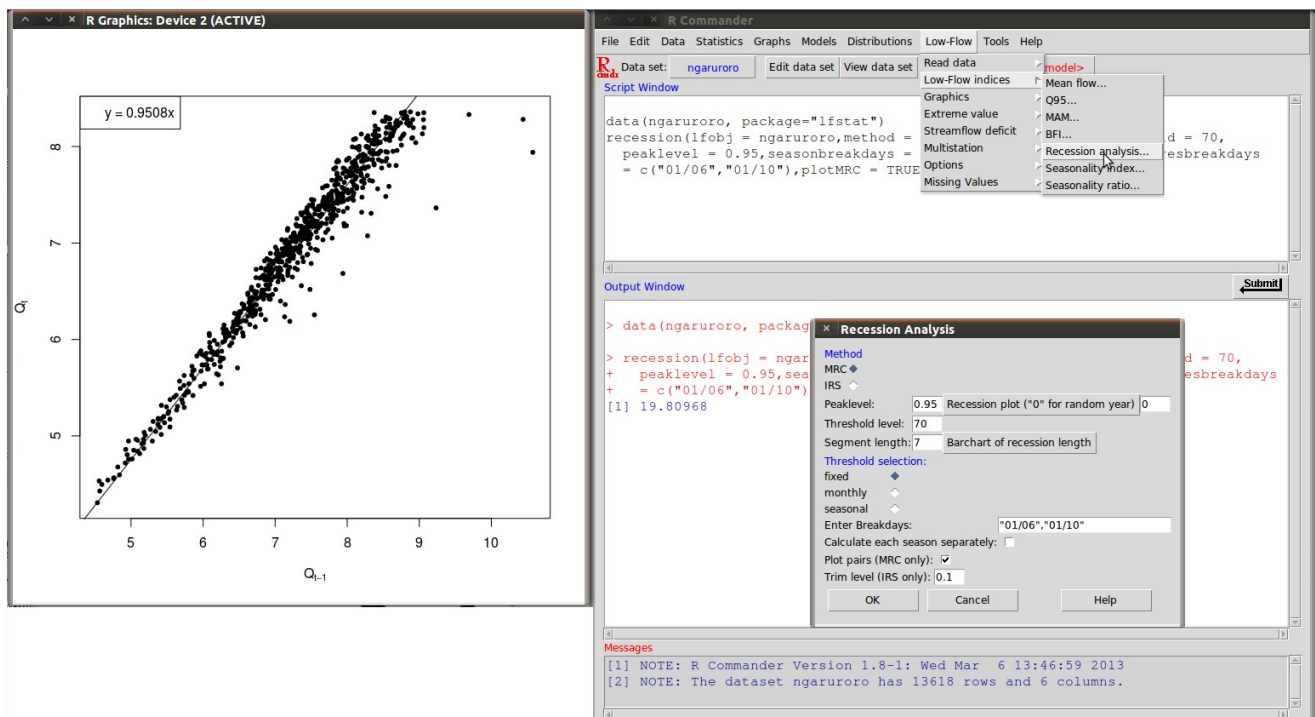 R Graphics: Device 2 (ACTIVE)
y = 0.9508x
8
7
6
5
Qt
5 6 7 8 9 10
Qt−1
R Commander
File Edit Data Statistics Graphs Models Distributions Low-Flow Tools Help
R cmdr Data set: ngaruroro Edit data set View data set model>
Read data
Low-Flow indices
Graphics
Extreme value
Streamflow deficit
Multistation
Options
Missing Values
Mean flow...
Q95...
MAM...
BFI...
Recession analysis...
Seasonality index...
Seasonality ratio...
Script Window
data(ngaruroro, package="lfstat")
recession(lfobj = ngaruroro,method = d = 70,
peaklevel = 0.95,seasonbreakdays = esbreakdays
= c("01/06","01/10"),plotMRC = TRUE
Submit
Output Window
> data(ngaruroro, packag
> recession(lfobj = ngar d = 70,
+ peaklevel = 0.95,sea esbreakdays
+ = c("01/06","01/10")
[1] 19.80968
Recession Analysis
Method
MRC
IRS
Peaklevel: 0.95 Recession plot ("0" for random year) 0
Threshold level: 70
Segment length: 7 Barchart of recession length
Threshold selection:
fixed
monthly
seasonal
Enter Breakdays: "01/06","01/10"
Calculate each season separately:
Plot pairs (MRC only):
Trim level (IRS only): 0.1
OK Cancel Help
Messages
[1] NOTE: R Commander Version 1.8-1: Wed Mar 6 13:46:59 2013
[2] NOTE: The dataset ngaruroro has 13618 rows and 6 columns.